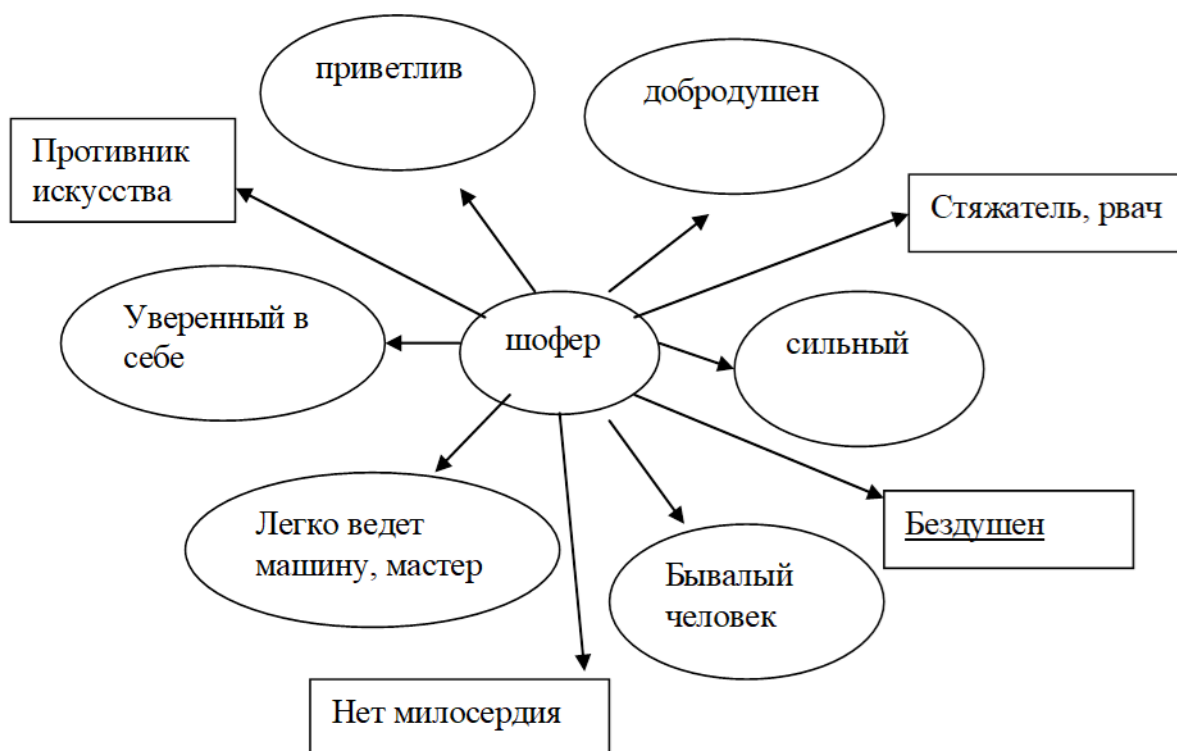 приветлив
добродушен
Противник
искусства
Стяжатель, рвач
Уверенный в
себе
шофер
сильный
Легко ведет
машину, мастер
Бездушен
Бывалый
человек
Нет милосердия